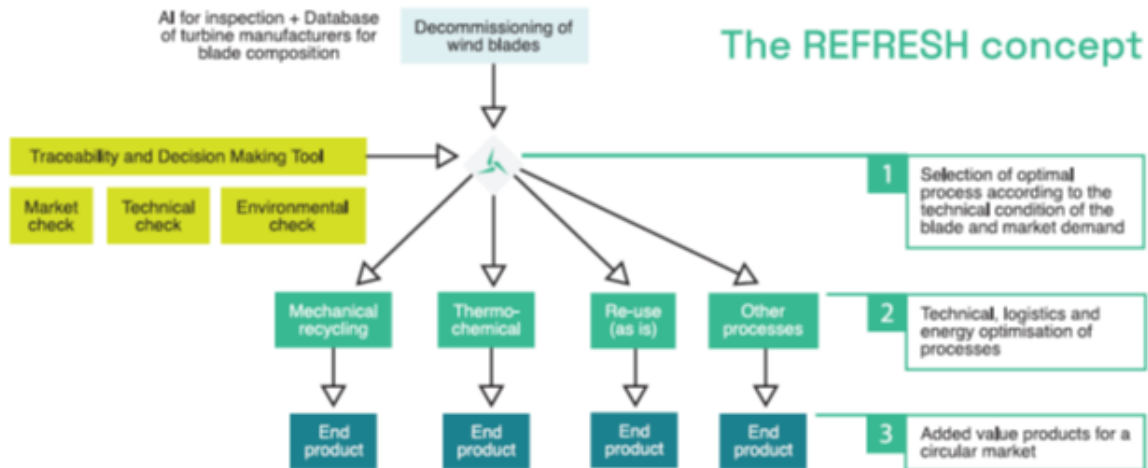 AI for inspection + Database
of turbine manufacturers for
blade composition
Decommissioning of
wind blades
The REFRESH concept
Traceability and Decision Making Tool
Market
check
Technical
check
Environmental
check
1
Selection of optimal
process according to the
technical condition of the
blade and market demand
Mechanical
recycling
Thermo-
chemical
Re-use
(as is)
Other
processes
2
Technical, logistics and
energy optimisation of
processes
End
product
End
product
End
product
End
product
3
Added value products for a
circular market